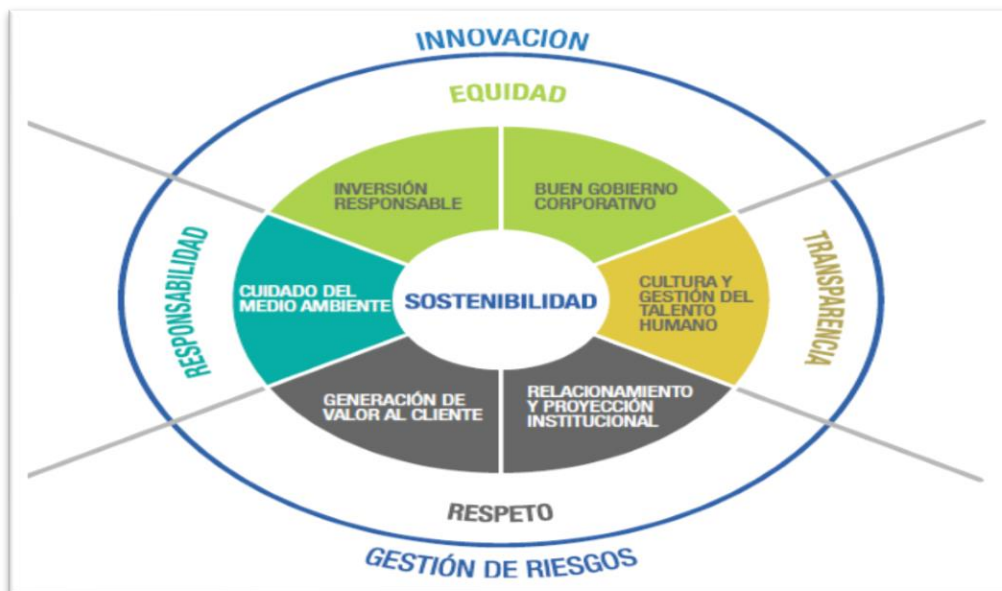 INNOVACION
EQUIDAD
INVERSIÓN
RESPONSABLE
BUEN GOBIERNO
CORPORATIVO
RESPONSABILIDAD
CUIDADO DEL
MEDIO AMBIENTE
SOSTENIBILIDAD
CULTURA Y
GESTIÓN DEL
TALENTO
HUMANO
TRANSPARENCIA
GENERACIÓN DE
VALOR AL CLIENTE
RELACIONAMIENTO
Y PROYECCIÓN
INSTITUCIONAL
RESPETO
GESTIÓN DE RIESGOS